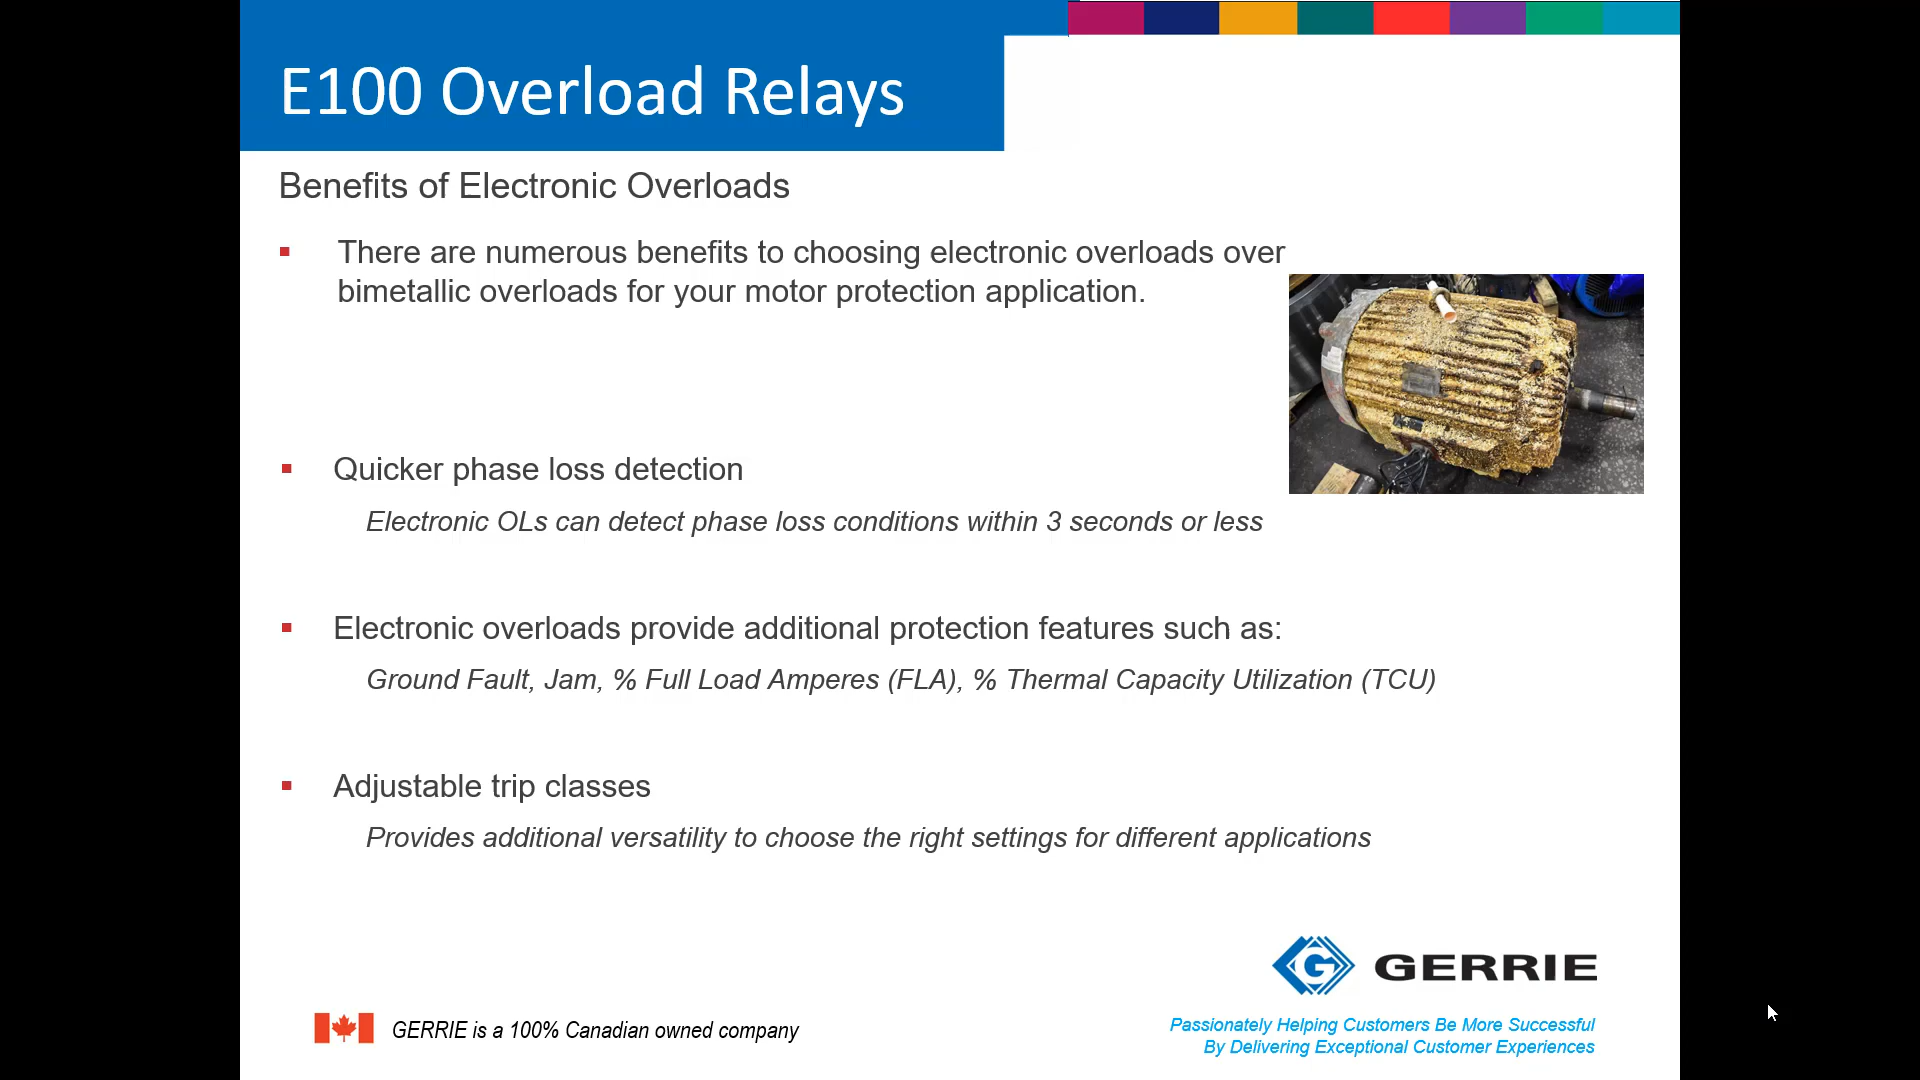 E100 Overload Relays
Benefits of Electronic Overloads
There are numerous benefits to choosing electronic overloads over
bimetallic overloads for your motor protection application.
Quicker phase loss detection
Electronic OLs can detect phase loss conditions within 3 seconds or less
Electronic overloads provide additional protection features such as:
Ground Fault, Jam, % Full Load Amperes (FLA), % Thermal Capacity Utilization (TCU)
Adjustable trip classes
Provides additional versatility to choose the right settings for different applications
G GERRIE
GERRIE is a 100% Canadian owned company
Passionately Helping Customers Be More Successful
By Delivering Exceptional Customer Experiences